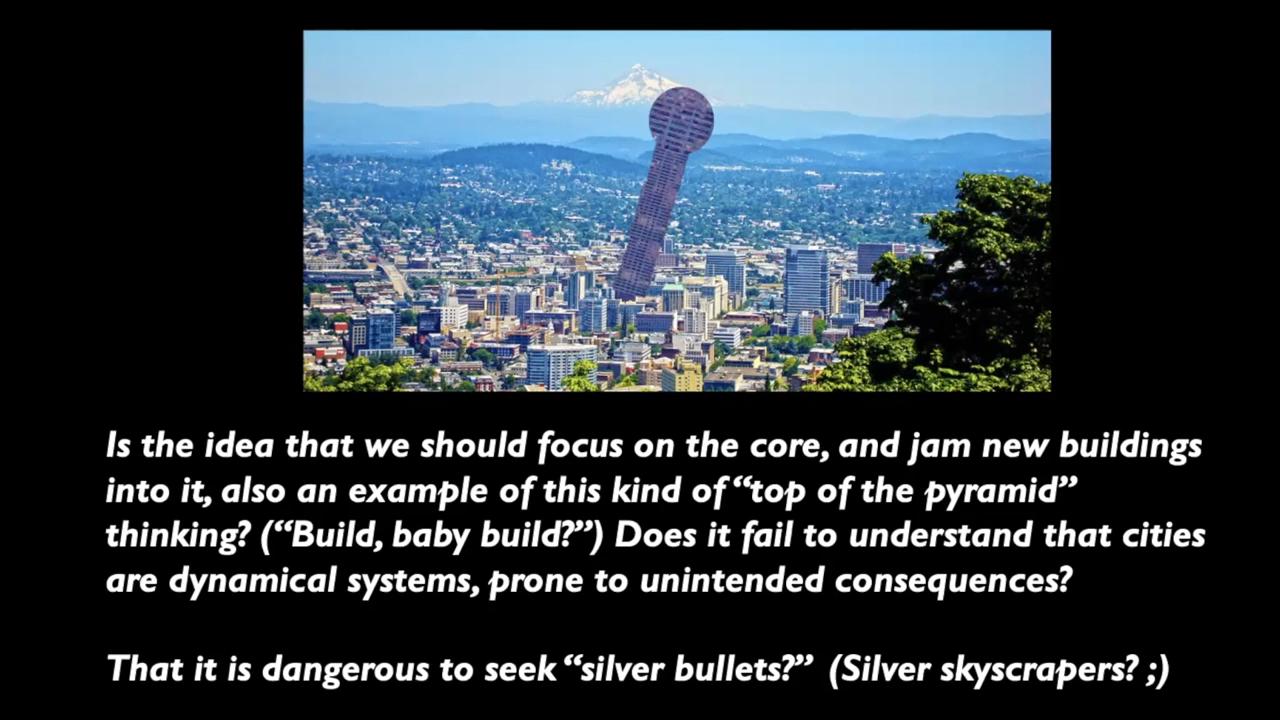 Is the idea that we should focus on the core, and jam new buildings
into it, also an example of this kind of “top of the pyramid”
thinking? (“Build, baby build?”) Does it fail to understand that cities
are dynamical systems, prone to unintended consequences?
That it is dangerous to seek “silver bullets?” (Silver skyscrapers? ;)